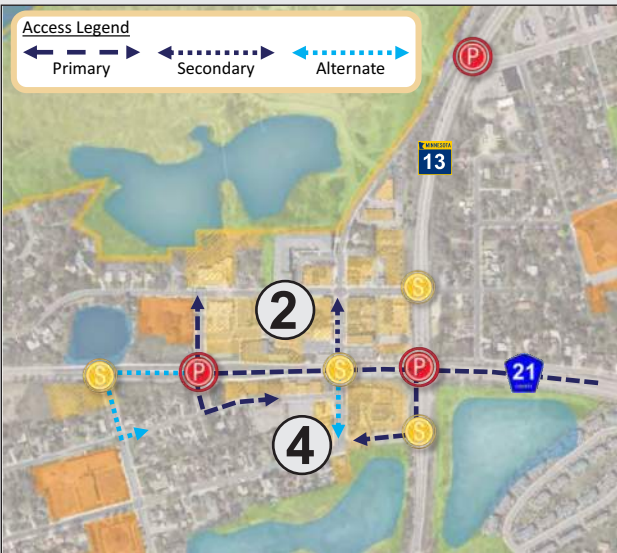 Access Legend
Primary
Secondary
Alternate
P
MINNESOTA
13
S
2
S
P
S
P
21
4
S